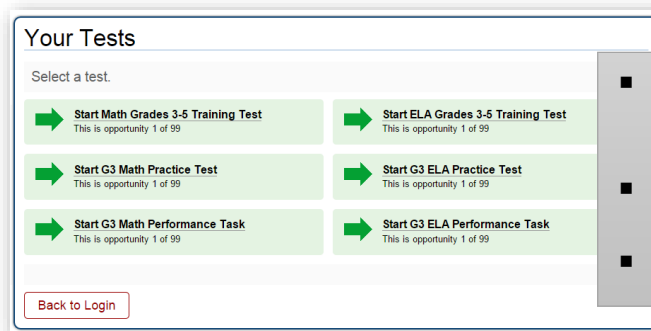 Your Tests
Select a test.
Start Math Grades 3-5 Training Test
This is opportunity 1 of 99
Start ELA Grades 3-5 Training Test
This is opportunity 1 of 99
Start G3 Math Practice Test
This is opportunity 1 of 99
Start G3 ELA Practice Test
This is opportunity 1 of 99
Start G3 Math Performance Task
This is opportunity 1 of 99
Start G3 ELA Performance Task
This is opportunity 1 of 99
Back to Login